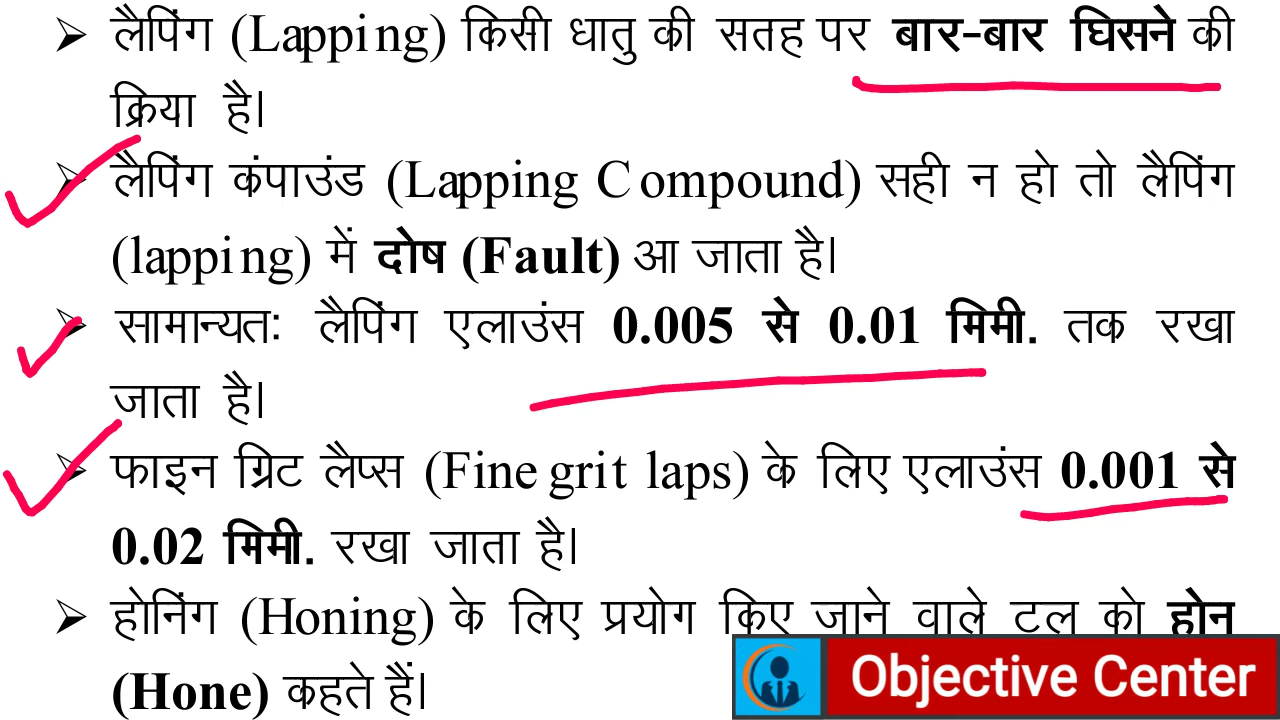 ➢ लैपिंग (Lapping) किसी धातु की सतह पर बार-बार घिसने की
क्रिया है।
➢ लैपिंग कंपाउंड (Lapping Compound) सही न हो तो लैपिंग
(lapping) में दोष (Fault) आ जाता है।
➢ सामान्यतः लैपिंग एलाउंस 0.005 से 0.01 मिमी. तक रखा
जाता है।
➢ फाइन ग्रिट लैप्स (Fine grit laps) के लिए एलाउंस 0.001 से
0.02 मिमी. रखा जाता है।
➢ होनिंग (Honing) के लिए प्रयोग किए जाने वाले टूल को होन
(Hone) कहते हैं।
Objective Center